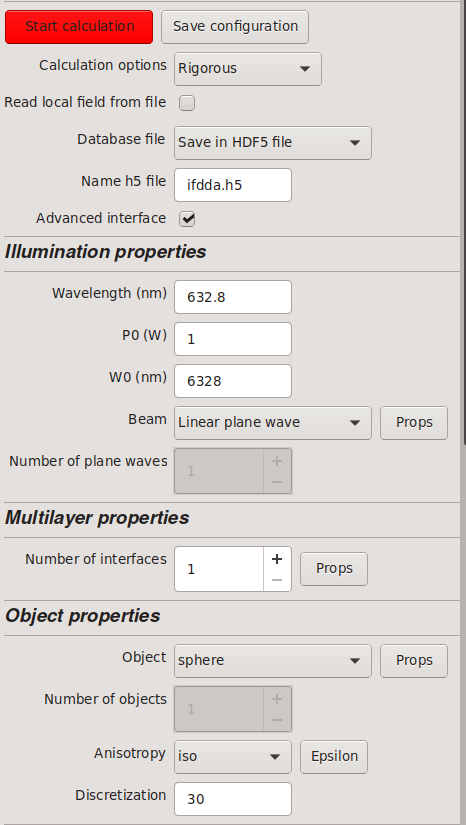 Start calculation Save configuration
Calculation options Rigorous
Read local field from file
Database file Save in HDF5 file
Name h5 file ifdda.h5
Advanced interface
Illumination properties
Wavelength (nm) 632.8
P0 (W) 1
W0 (nm) 6328
Beam Linear plane wave Props
Number of plane waves 1 + −
Multilayer properties
Number of interfaces 1 + − Props
Object properties
Object sphere Props
Number of objects 1 + −
Anisotropy iso Epsilon
Discretization 30